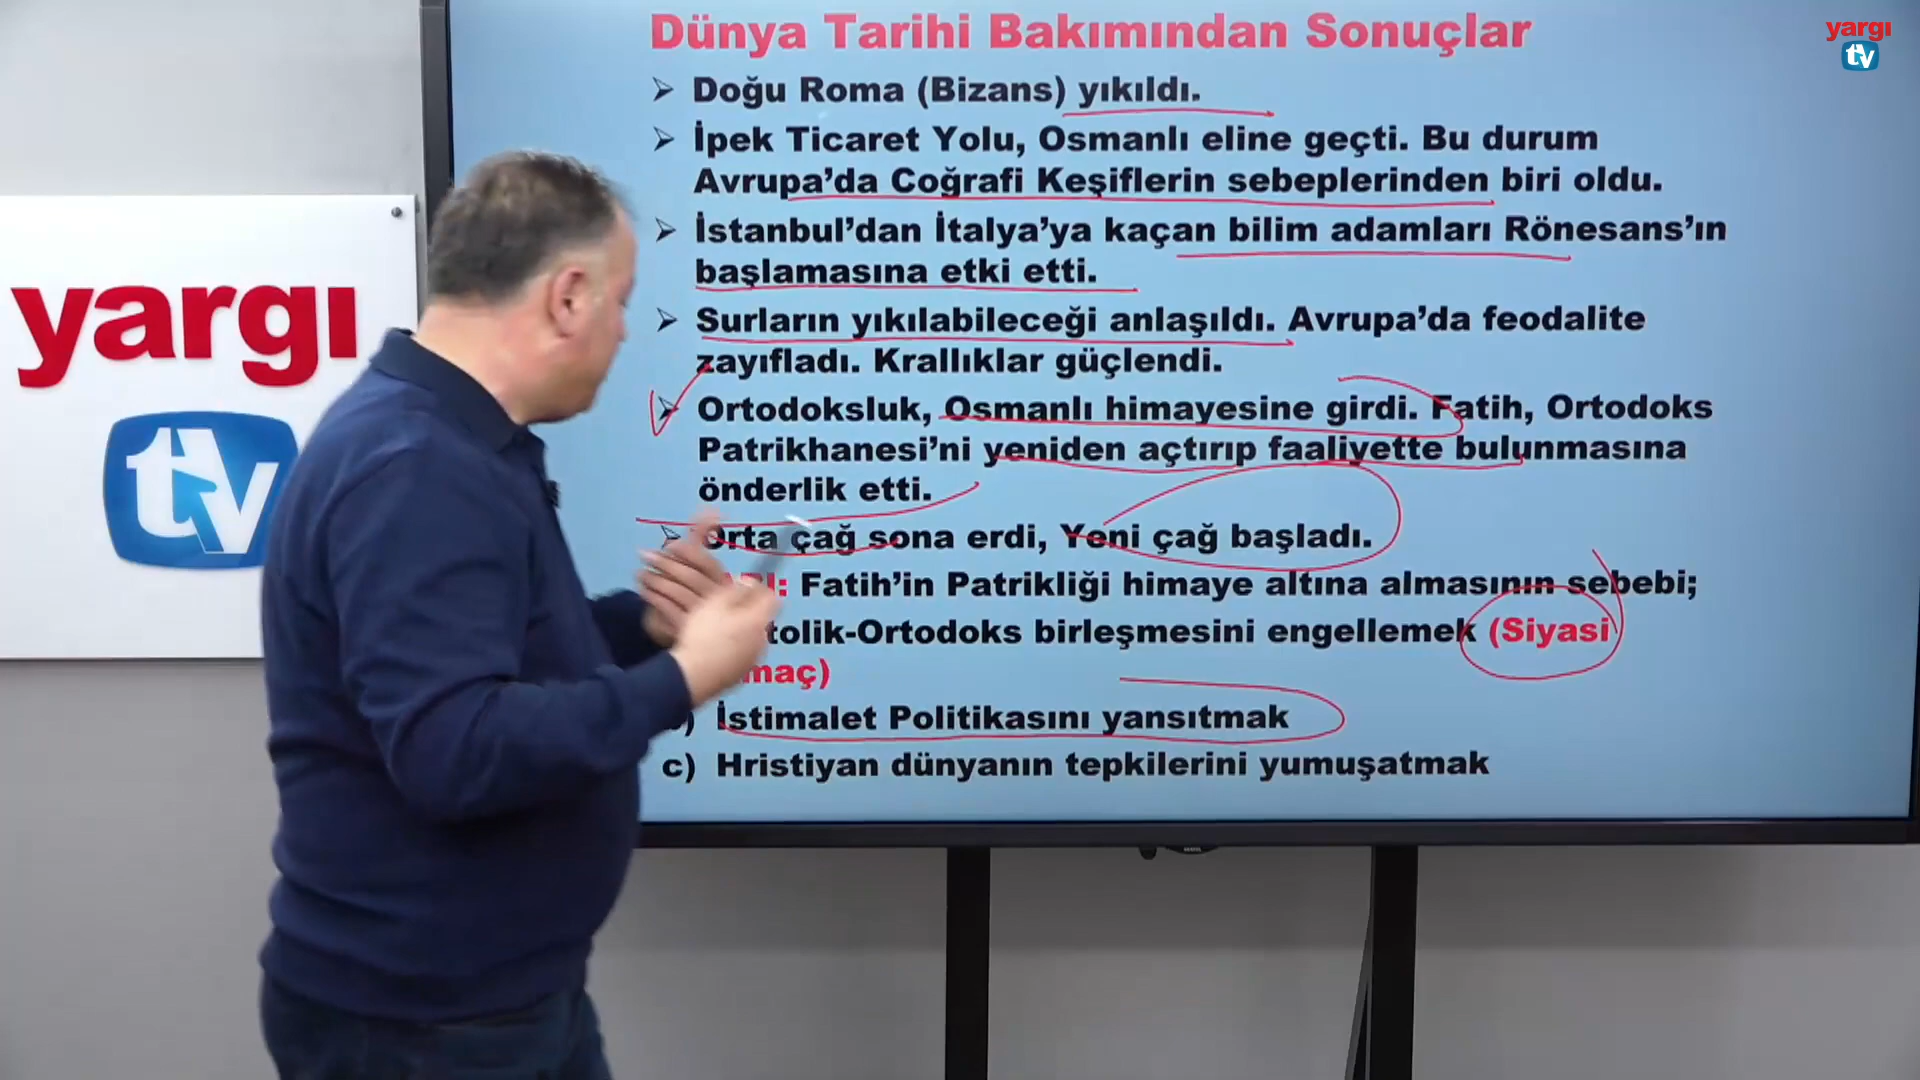 Dünya Tarihi Bakımından Sonuçlar
yargı
tv
Doğu Roma (Bizans) yıkıldı.
İpek Ticaret Yolu, Osmanlı eline geçti. Bu durum
Avrupa’da Coğrafi Keşiflerin sebeplerinden biri oldu.
İstanbul’dan İtalya’ya kaçan bilim adamları Rönesans’ın
başlamasına etki etti.
Surların yıkılabileceği anlaşıldı. Avrupa’da feodalite
zayıfladı. Krallıklar güçlendi.
Ortodoksluk, Osmanlı himayesine girdi. Fatih, Ortodoks
Patrikhanesi’ni yeniden açtırıp faaliyette bulunmasına
önderlik etti.
Orta çağ sona erdi, Yeni çağ başladı.
Fatih’in Patrikliği himaye altına almasının sebebi;
tolik-Ortodoks birleşmesini engellemek (Siyasi
maç)
) İstimalet Politikasını yansıtmak
c) Hristiyan dünyanın tepkilerini yumuşatmak
yargı
tv